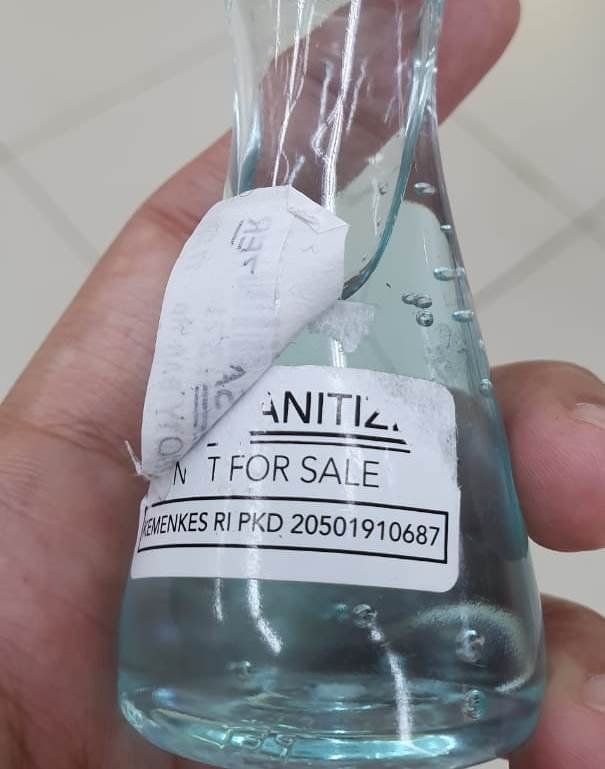 ANITIZ
N T FOR SALE
KEMENKES RI PKD 20501910687